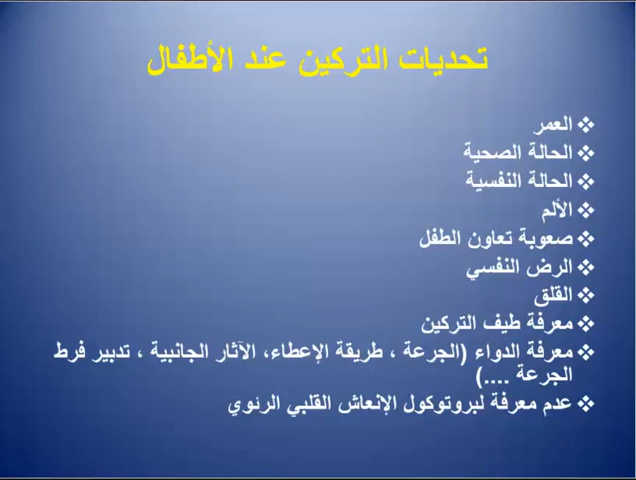 تحديات التركين عند الأطفال
❖ العمر
❖ الحالة الصحية
❖ الحالة النفسية
❖ الألم
❖ صعوبة تعاون الطفل
❖ الرض النفسي
❖ القلق
❖ معرفة طيف التركين
❖ معرفة الدواء (الجرعة ، طريقة الإعطاء، الآثار الجانبية ، تدبير فرط
الجرعة ....)
❖ عدم معرفة لبروتوكول الإنعاش القلبي الرئوي